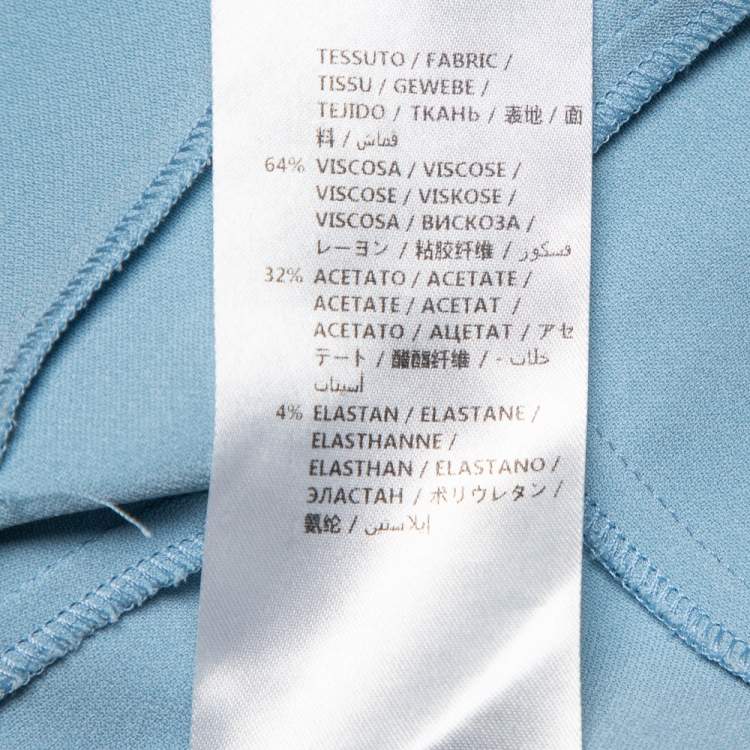 TESSUTO / FABRIC /
TISSU / GEWEBE /
TEJIDO / ТКАНЬ / 表地 / 面
料 / قماش
64% VISCOSA / VISCOSE /
VISCOSE / VISKOSE /
VISCOSA / ВИСКОЗА /
レーヨン / 粘胶纤维 / فسكوز
32% ACETATO / ACETATE /
ACETATE / ACETAT /
ACETATO / АЦЕТАТ / アセ
テート / 醋酯纤维 / خلات -
أسيتات
4% ELASTAN / ELASTANE /
ELASTHANNE /
ELASTHAN / ELASTANO /
ЭЛАСТАН / ポリウレタン /
氨纶 / إيلاستين